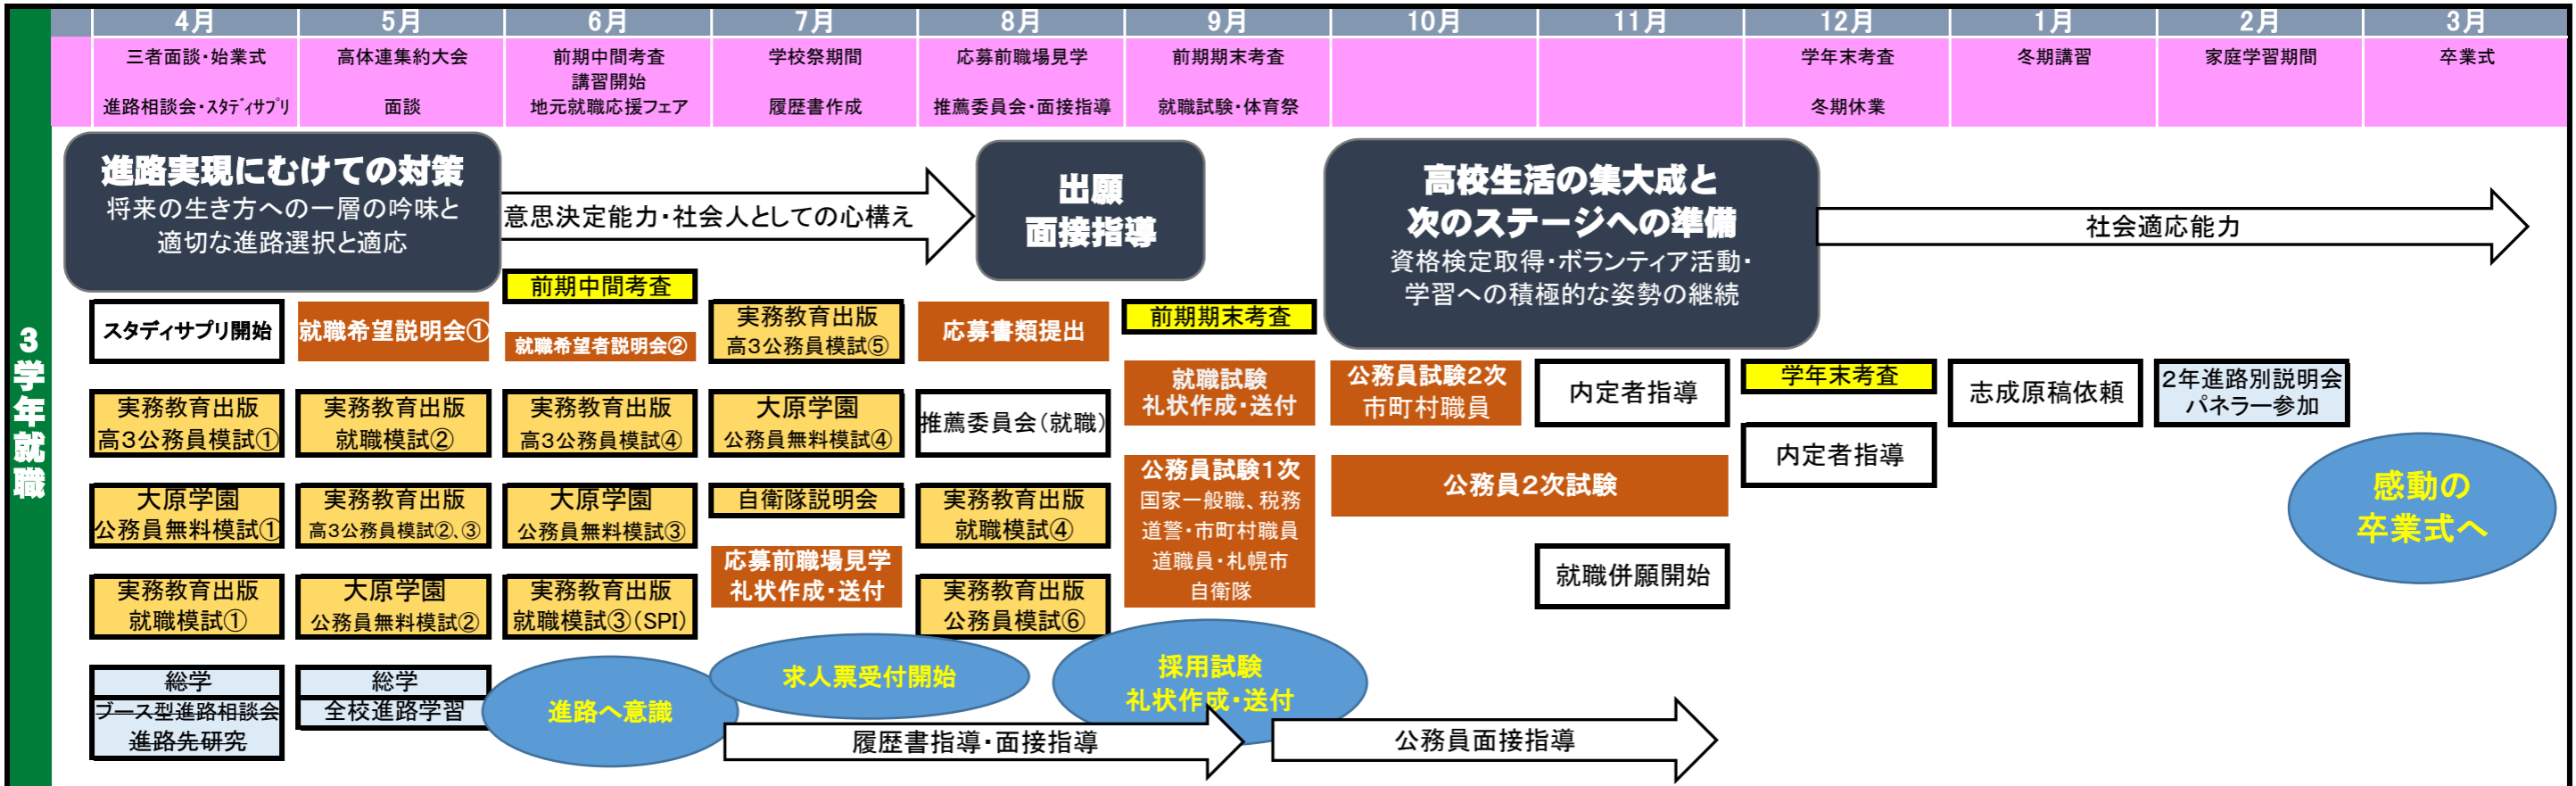 4月
5月
6月
7月
8月
9月
10月
11月
12月
1月
2月
3月
三者面談・始業式
進路相談会・ｽﾀﾃﾞｨｻﾌﾟﾘ
高体連集約大会
面談
前期中間考査
講習開始
地元就職応援フェア
学校祭期間
履歴書作成
応募前職場見学
推薦委員会・面接指導
前期期末考査
就職試験・体育祭
学年末考査
冬期休業
冬期講習
家庭学習期間
卒業式
3学年就職
進路実現にむけての対策
将来の生き方への一層の吟味と
適切な進路選択と適応
意思決定能力・社会人としての心構え
出願
面接指導
高校生活の集大成と
次のステージへの準備
資格検定取得・ボランティア活動・
学習への積極的な姿勢の継続
社会適応能力
スタディサプリ開始
実務教育出版
高3公務員模試①
大原学園
公務員無料模試①
実務教育出版
就職模試①
総学
ブース型進路相談会
進路先研究
就職希望説明会①
実務教育出版
就職模試②
実務教育出版
高3公務員模試②、③
大原学園
公務員無料模試②
総学
全校進路学習
前期中間考査
就職希望者説明会②
実務教育出版
高3公務員模試④
大原学園
公務員無料模試③
実務教育出版
就職模試③(SPI)
進路へ意識
実務教育出版
高3公務員模試⑤
大原学園
公務員無料模試④
自衛隊説明会
応募前職場見学
礼状作成・送付
求人票受付開始
履歴書指導・面接指導
応募書類提出
推薦委員会(就職)
実務教育出版
就職模試④
実務教育出版
公務員模試⑥
前期期末考査
就職試験
礼状作成・送付
公務員試験1次
国家一般職、税務
道警・市町村職員
道職員・札幌市
自衛隊
採用試験
礼状作成・送付
公務員面接指導
公務員試験2次
市町村職員
公務員2次試験
内定者指導
就職併願開始
学年末考査
内定者指導
志成原稿依頼
2年進路別説明会
パネラー参加
感動の
卒業式へ